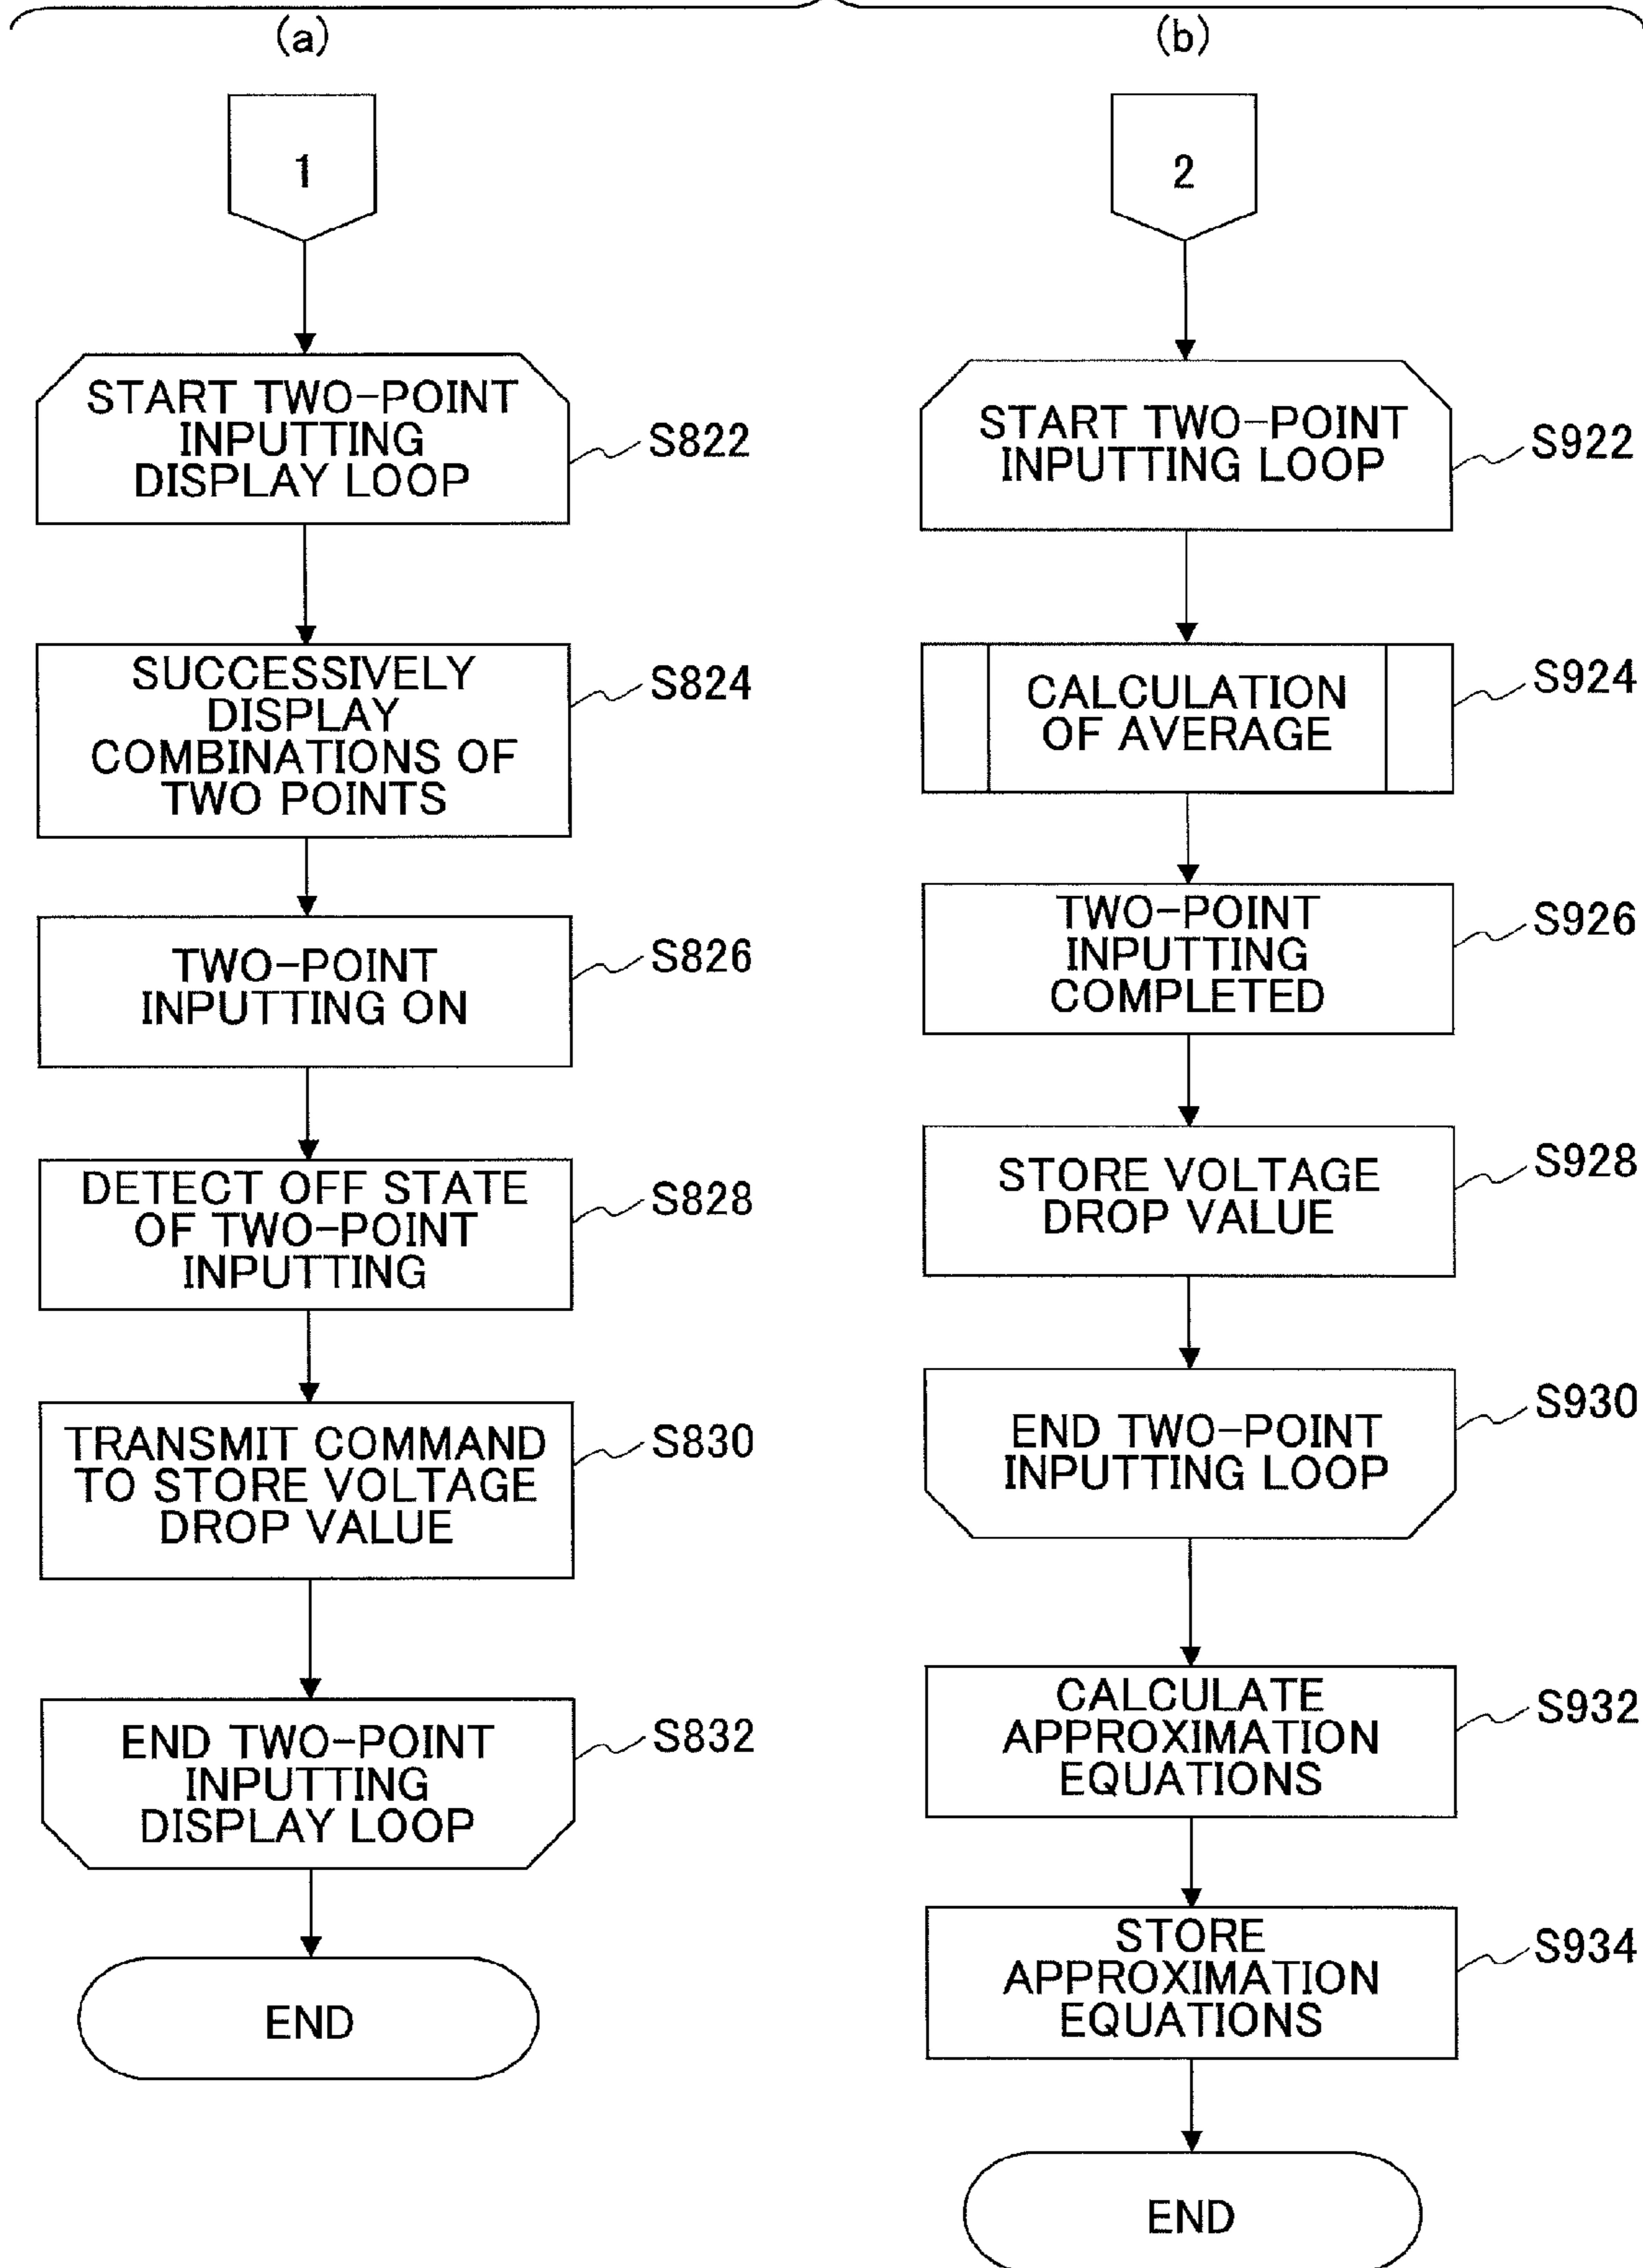 (a)
1
START TWO-POINT
INPUTTING
DISPLAY LOOP
S822
SUCCESSIVELY
DISPLAY
COMBINATIONS OF
TWO POINTS
S824
TWO-POINT
INPUTTING ON
S826
DETECT OFF STATE
OF TWO-POINT
INPUTTING
S828
TRANSMIT COMMAND
TO STORE VOLTAGE
DROP VALUE
S830
END TWO-POINT
INPUTTING
DISPLAY LOOP
S832
END
(b)
2
START TWO-POINT
INPUTTING LOOP
S922
CALCULATION
OF AVERAGE
S924
TWO-POINT
INPUTTING
COMPLETED
S926
STORE VOLTAGE
DROP VALUE
S928
END TWO-POINT
INPUTTING LOOP
S930
CALCULATE
APPROXIMATION
EQUATIONS
S932
STORE
APPROXIMATION
EQUATIONS
S934
END